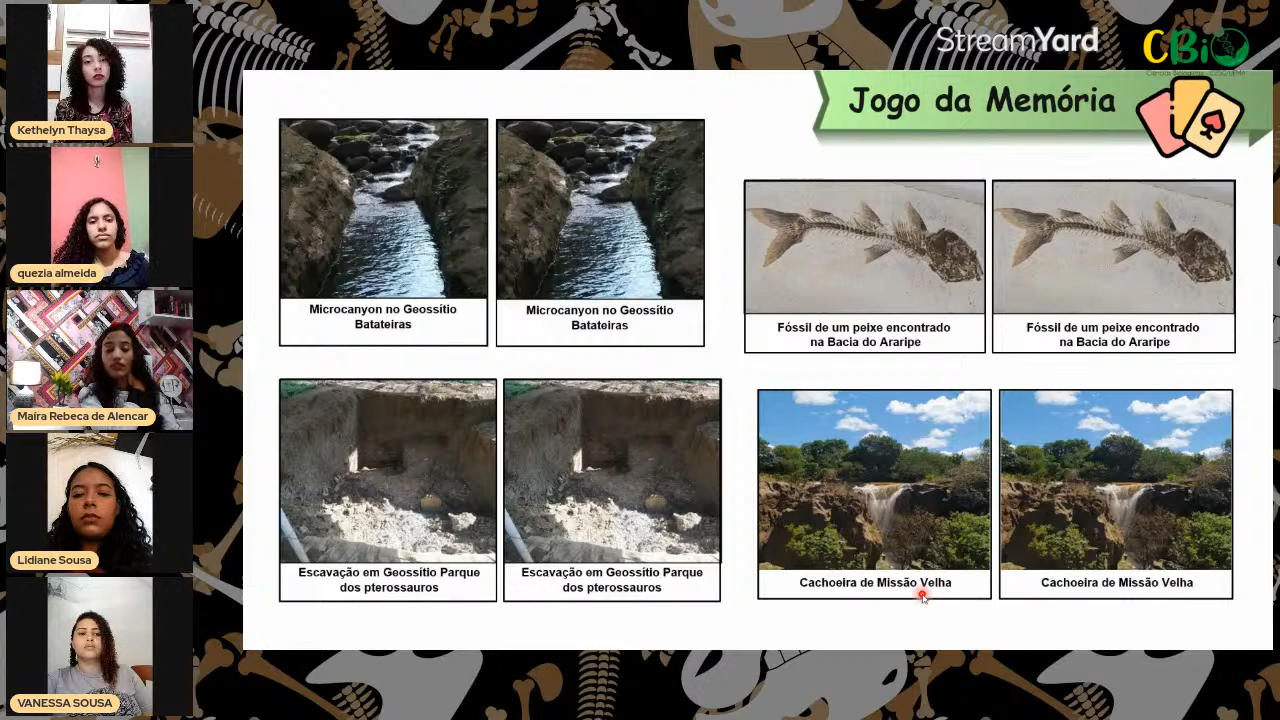 StreamYard
CBiO
Jogo da Memória
Kethelyn Thaysa
quezia almeida
Maíra Rebeca de Alencar
Lidiane Sousa
VANESSA SOUSA
Microcanyon no Geossítio
Batateiras
Microcanyon no Geossítio
Batateiras
Fóssil de um peixe encontrado
na Bacia do Araripe
Fóssil de um peixe encontrado
na Bacia do Araripe
Escavação em Geossítio Parque
dos pterossauros
Escavação em Geossítio Parque
dos pterossauros
Cachoeira de Missão Velha
Cachoeira de Missão Velha